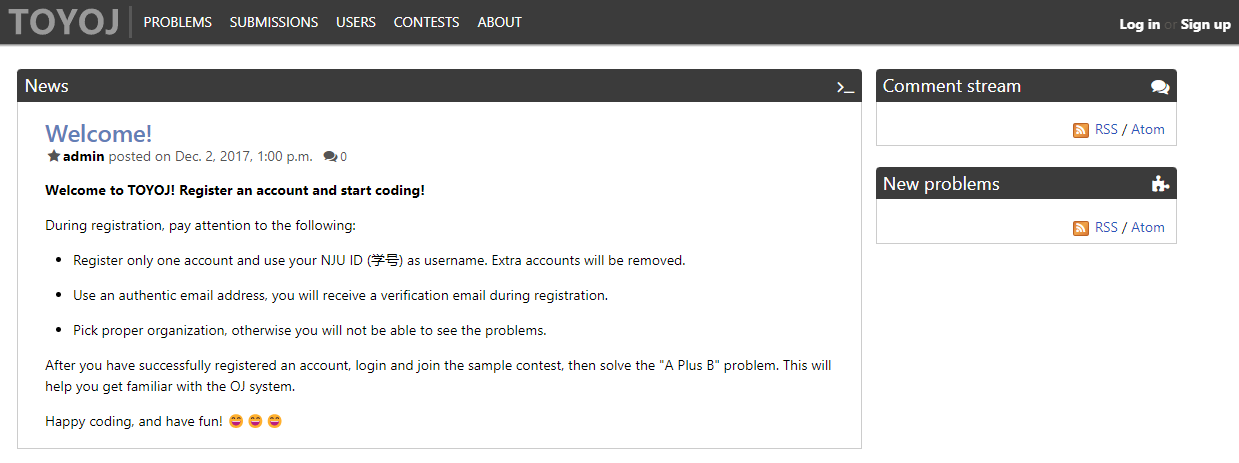 TOYOJ PROBLEMS SUBMISSIONS USERS CONTESTS ABOUT Log in or Sign up
News
Welcome!
admin posted on Dec. 2, 2017, 1:00 p.m. 0
Welcome to TOYOJ! Register an account and start coding!
During registration, pay attention to the following:
• Register only one account and use your NJU ID (学号) as username. Extra accounts will be removed.
• Use an authentic email address, you will receive a verification email during registration.
• Pick proper organization, otherwise you will not be able to see the problems.
After you have successfully registered an account, login and join the sample contest, then solve the "A Plus B" problem. This will
help you get familiar with the OJ system.
Happy coding, and have fun! 😄 😄 😄
Comment stream
RSS / Atom
New problems
RSS / Atom